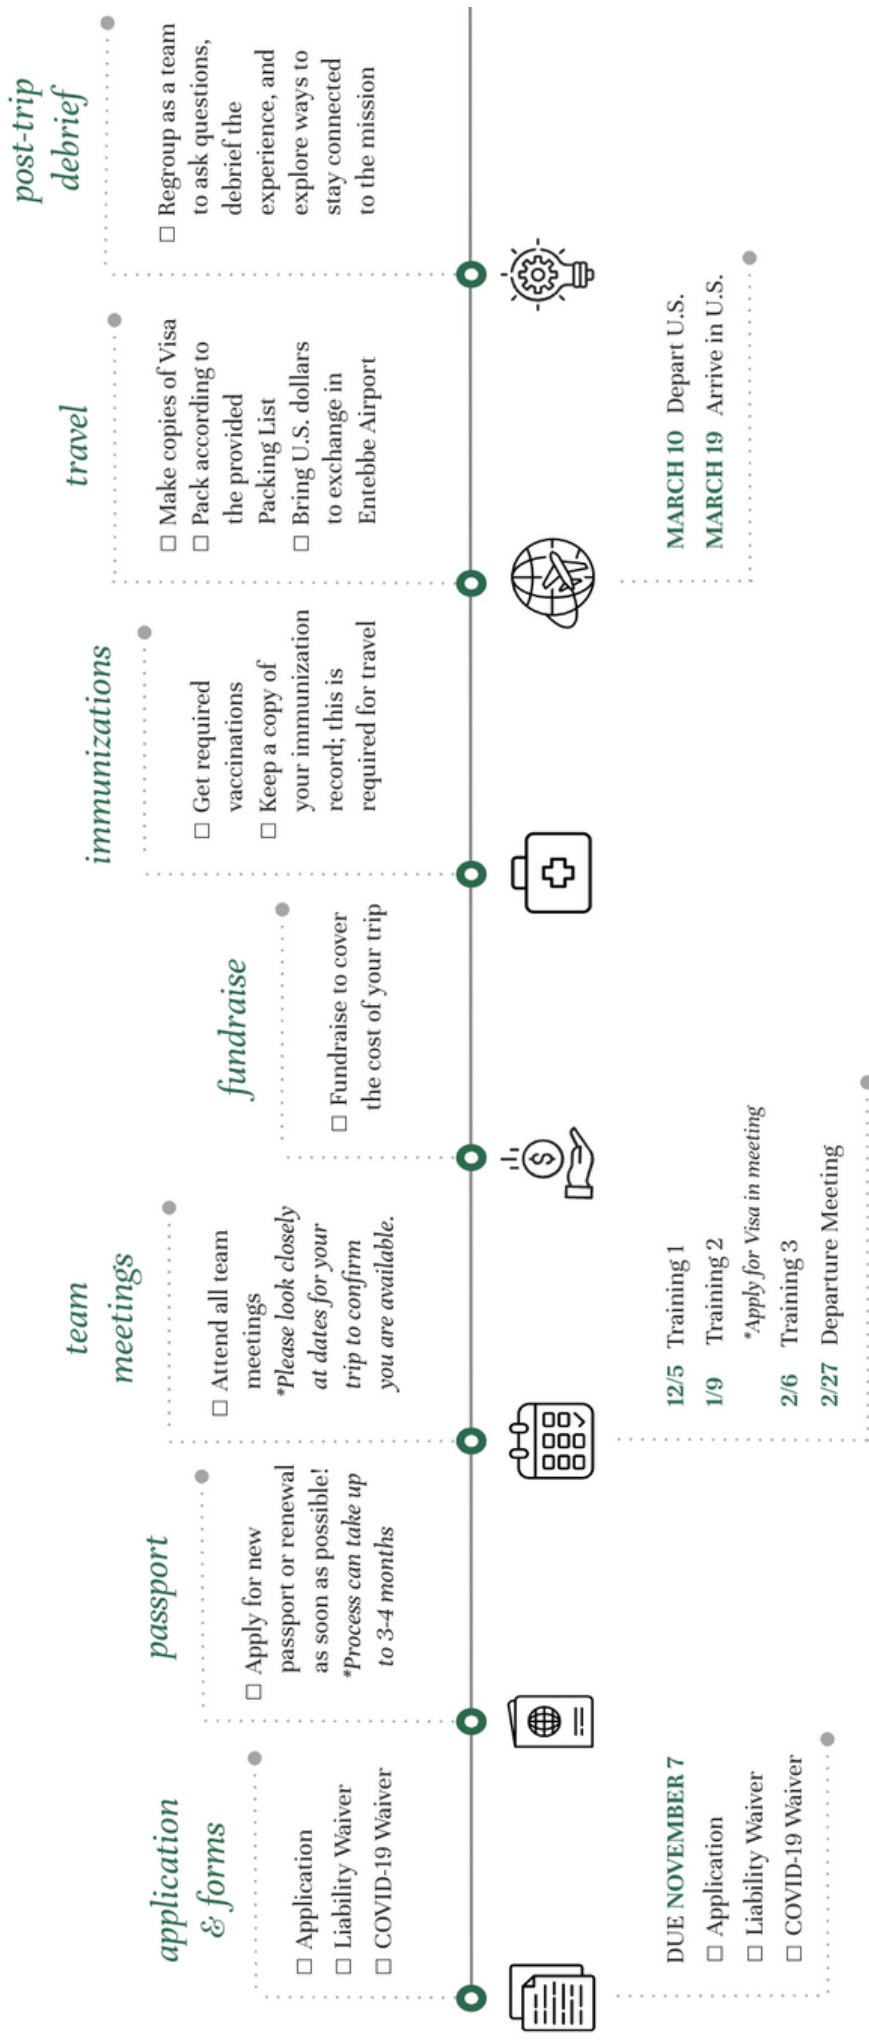 application
& forms
☐ Application
☐ Liability Waiver
☐ COVID-19 Waiver
DUE NOVEMBER 7
☐ Application
☐ Liability Waiver
☐ COVID-19 Waiver
passport
☐ Apply for new
passport or renewal
as soon as possible!
*Process can take up
to 3-4 months
team
meetings
☐ Attend all team
meetings
*Please look closely
at dates for your
trip to confirm
you are available.
12/5 Training 1
1/9 Training 2
*Apply for Visa in meeting
2/6 Training 3
2/27 Departure Meeting
fundraise
☐ Fundraise to cover
the cost of your trip
immunizations
☐ Get required
vaccinations
☐ Keep a copy of
your immunization
record; this is
required for travel
travel
☐ Make copies of Visa
☐ Pack according to
the provided
Packing List
☐ Bring U.S. dollars
to exchange in
Entebbe Airport
MARCH 10 Depart U.S.
MARCH 19 Arrive in U.S.
post-trip
debrief
☐ Regroup as a team
to ask questions,
debrief the
experience, and
explore ways to
stay connected
to the mission